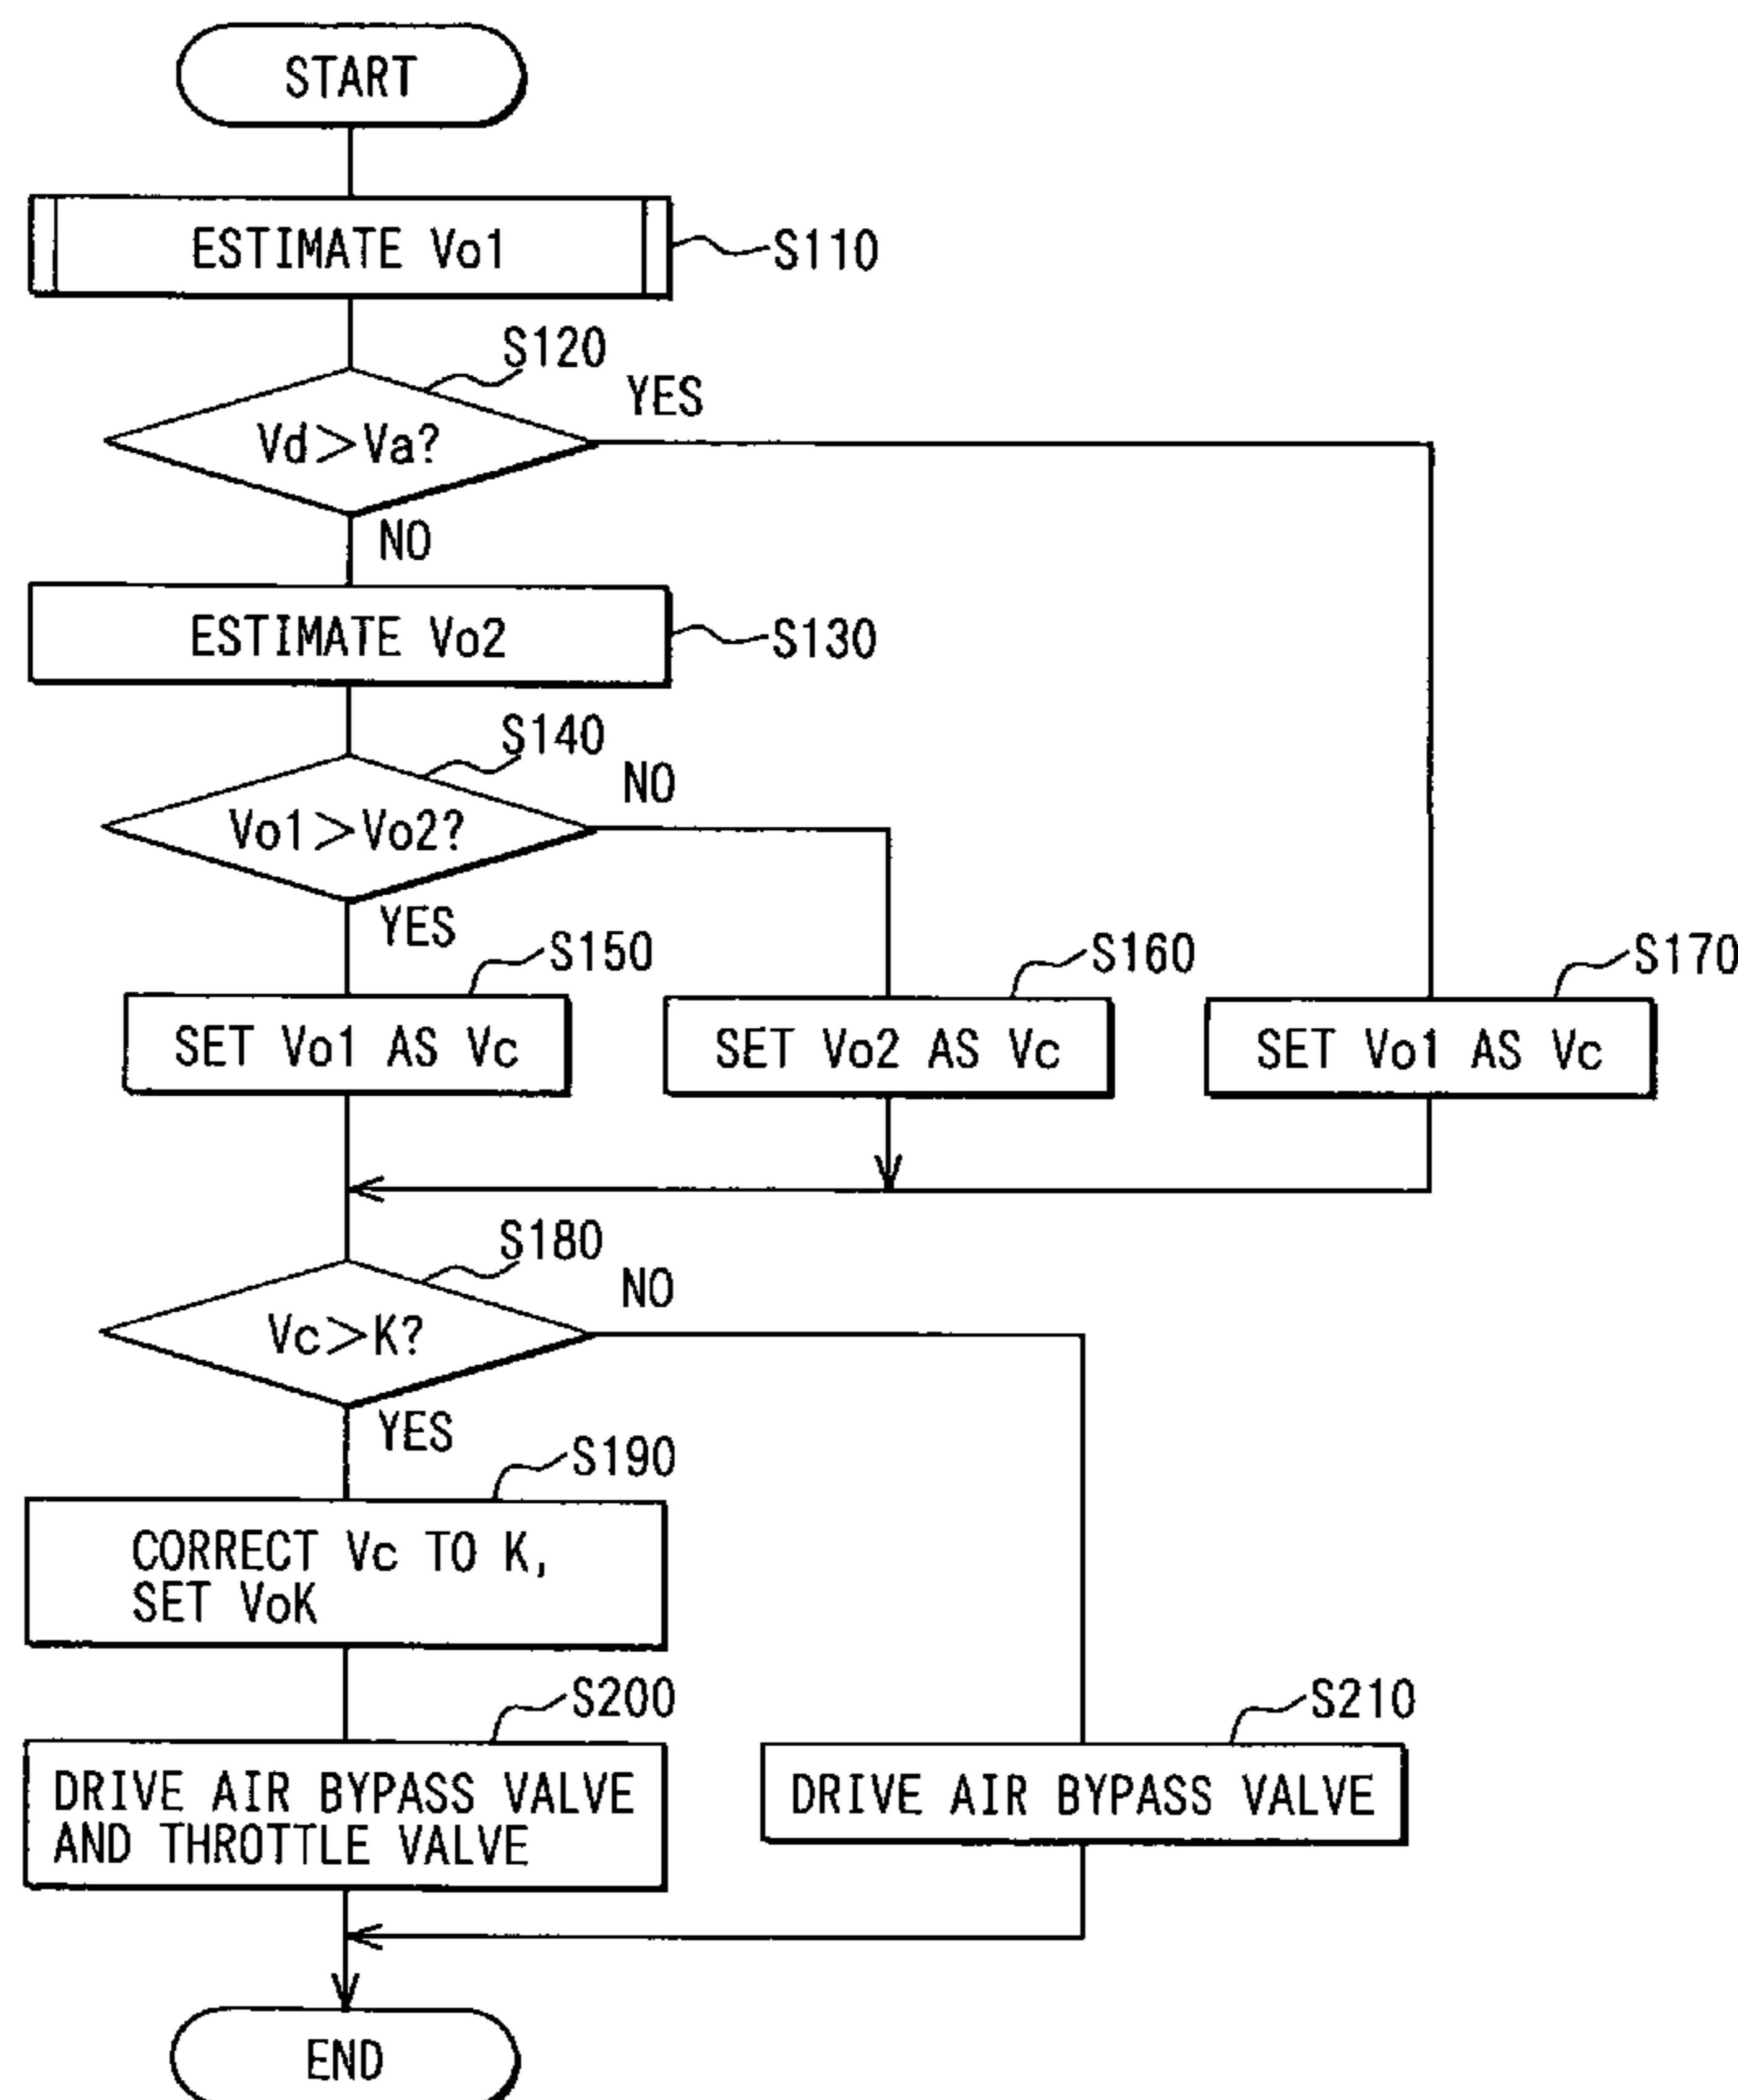 START
ESTIMATE Vo1
S110
S120
YES
Vd>Va?
NO
ESTIMATE Vo2
S130
S140
NO
Vo1>Vo2?
YES
S150
S160
S170
SET Vo1 AS Vc
SET Vo2 AS Vc
SET Vo1 AS Vc
S180
NO
Vc>K?
YES
S190
CORRECT Vc TO K,
SET VoK
S200
S210
DRIVE AIR BYPASS VALVE
AND THROTTLE VALVE
DRIVE AIR BYPASS VALVE
END